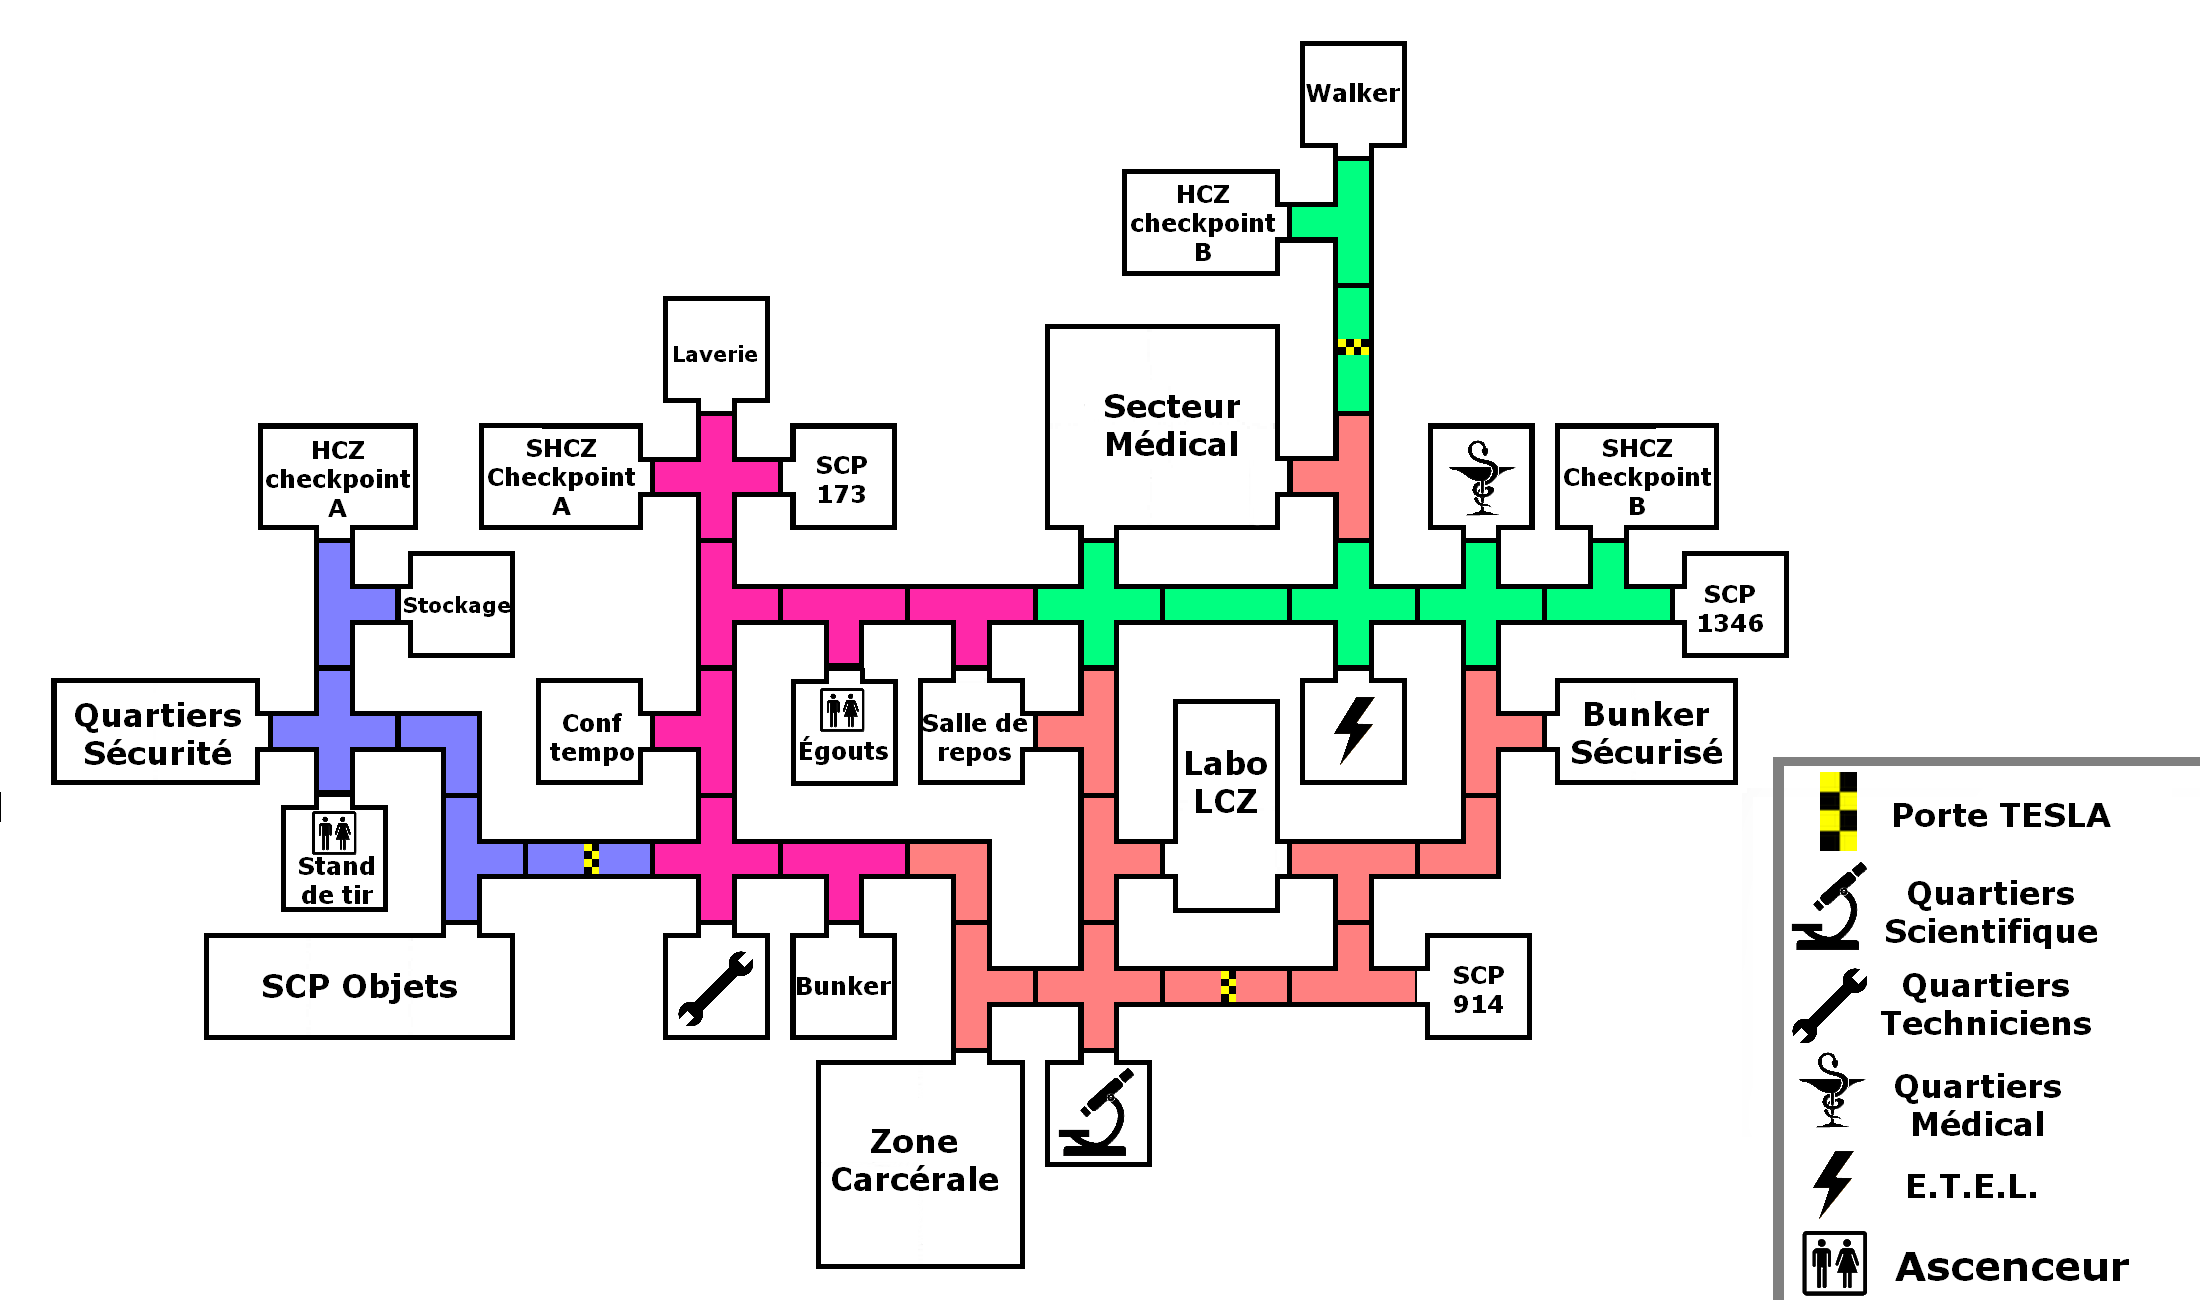 Walker
HCZ
checkpoint
B
Laverie
Secteur
Médical
HCZ
checkpoint
A
SHCZ
Checkpoint
A
SCP
173
SHCZ
Checkpoint
B
Stockage
SCP
1346
Quartiers
Sécurité
Conf
tempo
Égouts
Salle de
repos
Labo
LCZ
Bunker
Sécurisé
Stand
de tir
SCP Objets
Bunker
SCP
914
Zone
Carcérale
Porte TESLA
Quartiers
Scientifique
Quartiers
Techniciens
Quartiers
Médical
E.T.E.L.
Ascenceur